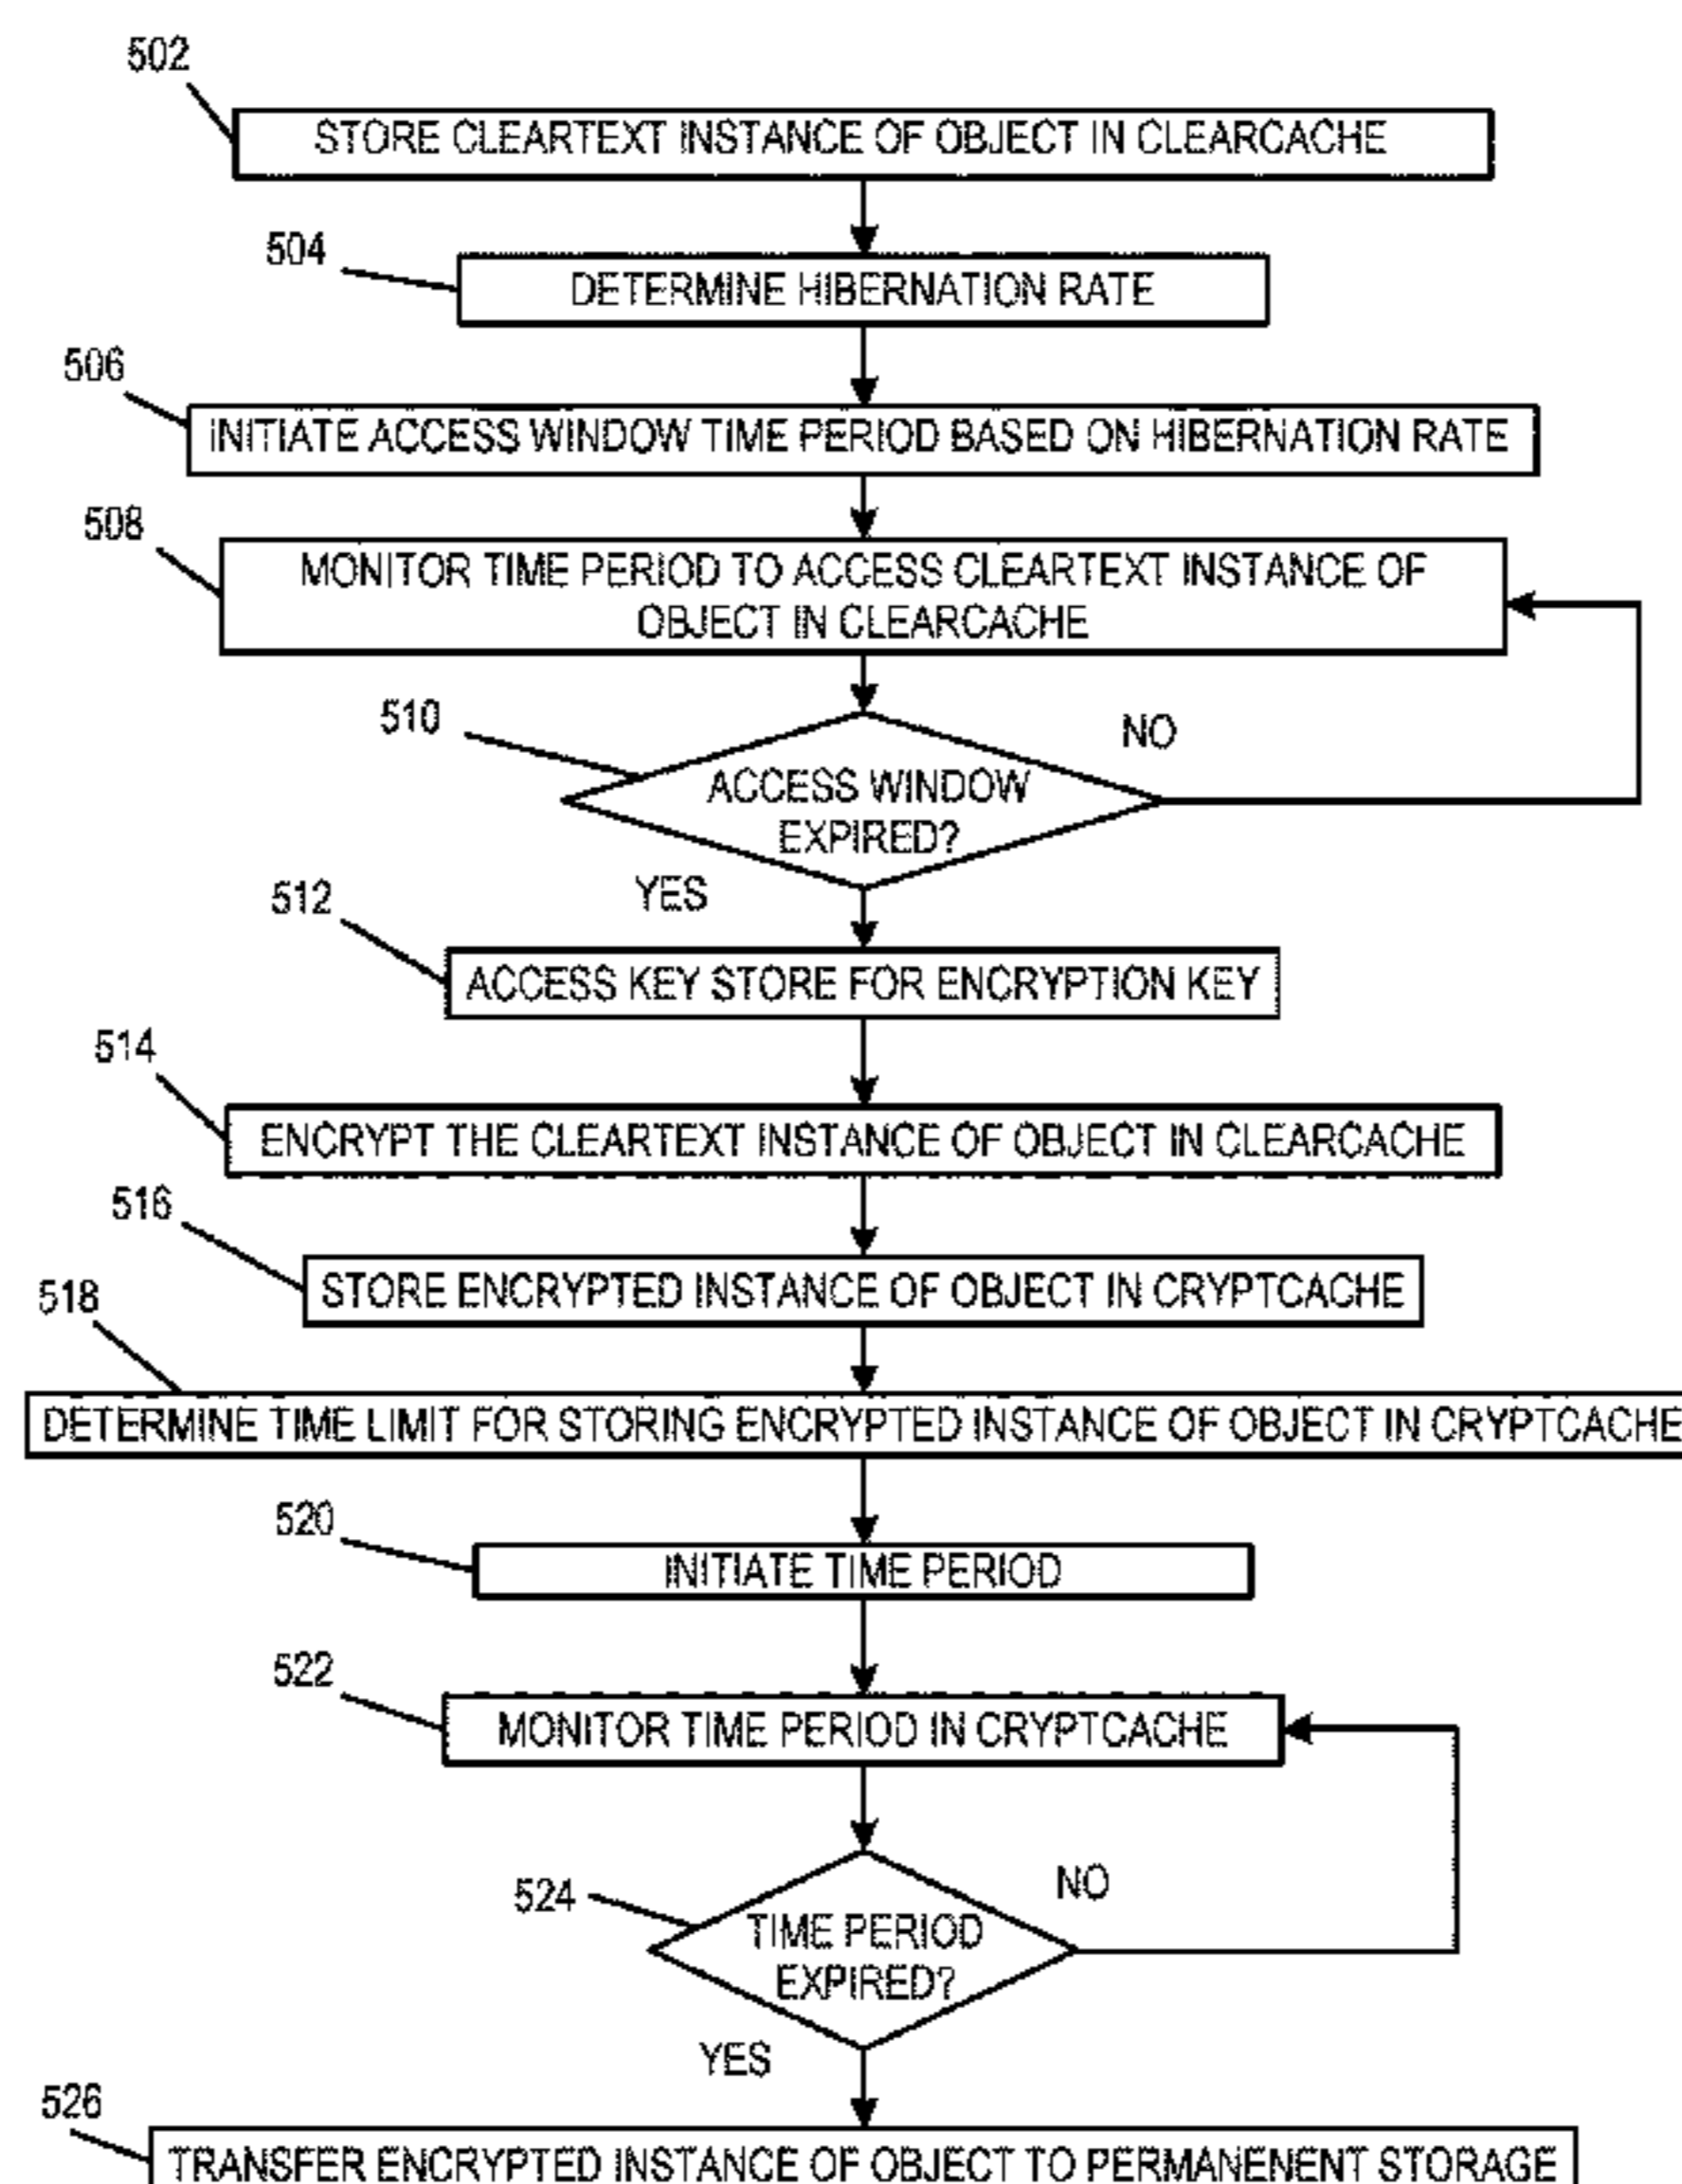 502
STORE CLEARTEXT INSTANCE OF OBJECT IN CLEARCACHE
504
DETERMINE HIBERNATION RATE
506
INITIATE ACCESS WINDOW TIME PERIOD BASED ON HIBERNATION RATE
508
MONITOR TIME PERIOD TO ACCESS CLEARTEXT INSTANCE OF
OBJECT IN CLEARCACHE
510
NO
ACCESS WINDOW
EXPIRED?
YES
512
ACCESS KEY STORE FOR ENCRYPTION KEY
514
ENCRYPT THE CLEARTEXT INSTANCE OF OBJECT IN CLEARCACHE
516
STORE ENCRYPTED INSTANCE OF OBJECT IN CRYPTCACHE
518
DETERMINE TIME LIMIT FOR STORING ENCRYPTED INSTANCE OF OBJECT IN CRYPTCACHE
520
INITIATE TIME PERIOD
522
MONITOR TIME PERIOD IN CRYPTCACHE
524
NO
TIME PERIOD
EXPIRED?
YES
526
TRANSFER ENCRYPTED INSTANCE OF OBJECT TO PERMANENENT STORAGE